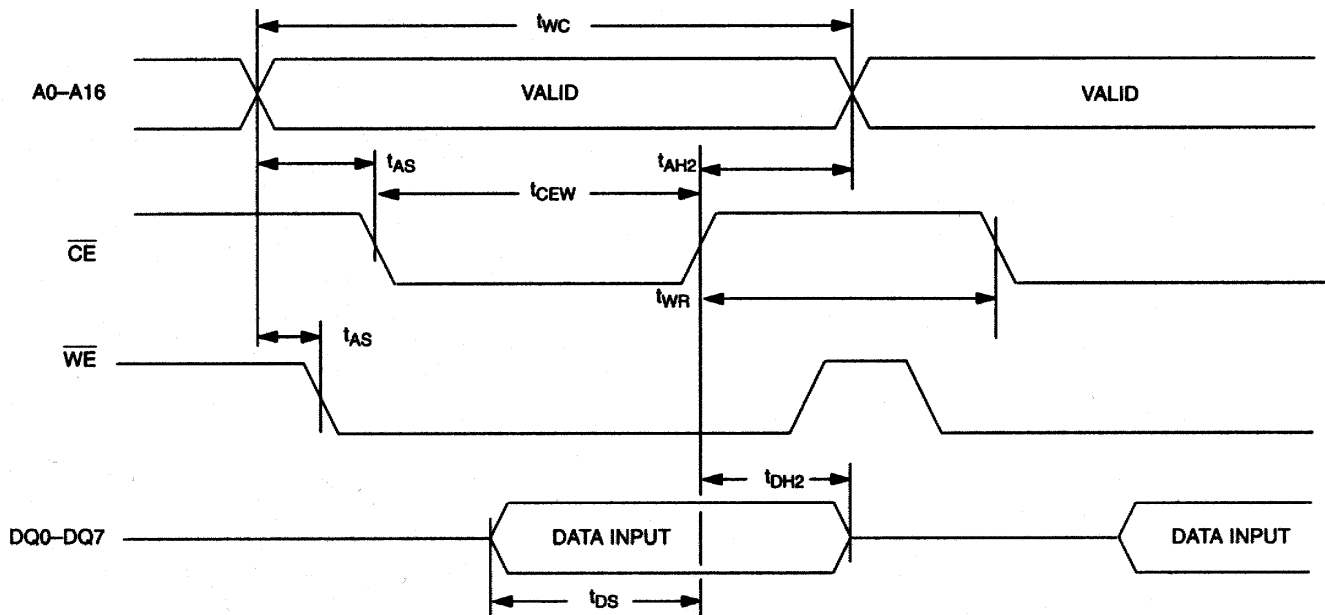 tWC
A0–A16
VALID
VALID
tAS
tAH2
tCEW
CE
tWR
tAS
WE
tDH2
DQ0–DQ7
DATA INPUT
DATA INPUT
tDS